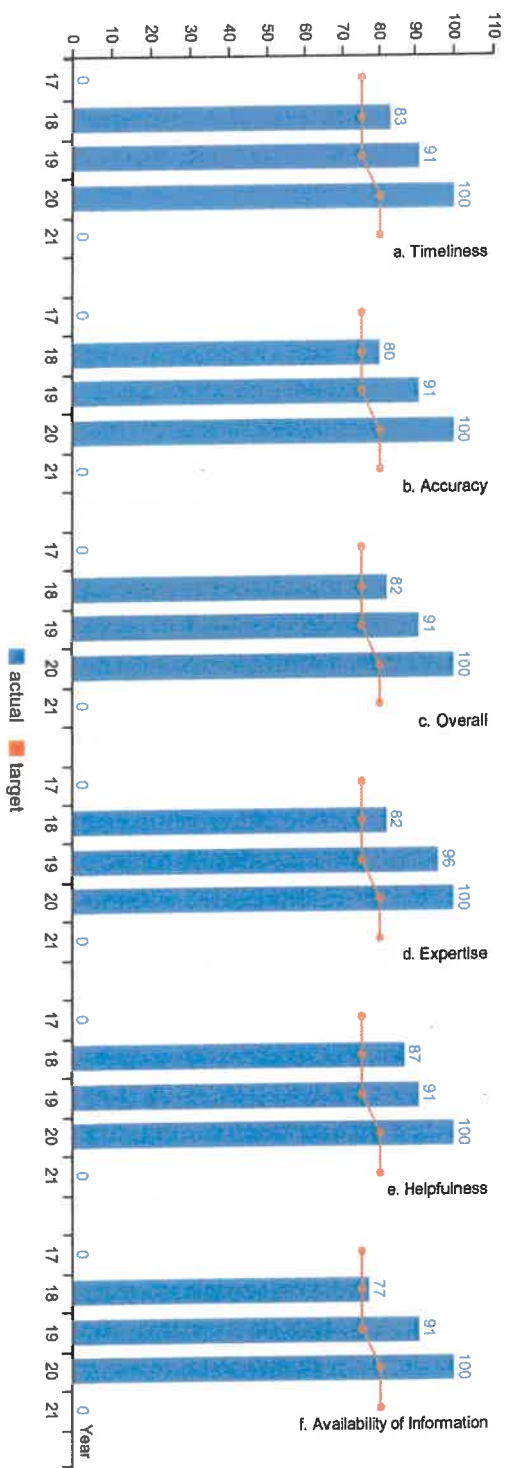 110
100
90
80
70
60
50
40
30
20
10
0
a. Timeliness
0 83 91 100 0
17 18 19 20 21
b. Accuracy
0 80 91 100 0
17 18 19 20 21
c. Overall
0 82 91 100 0
17 18 19 20 21
d. Expertise
0 82 96 100 0
17 18 19 20 21
e. Helpfulness
0 87 91 100 0
17 18 19 20 21
f. Availability of Information
0 77 91 100 0
17 18 19 20 21
Year
actual target